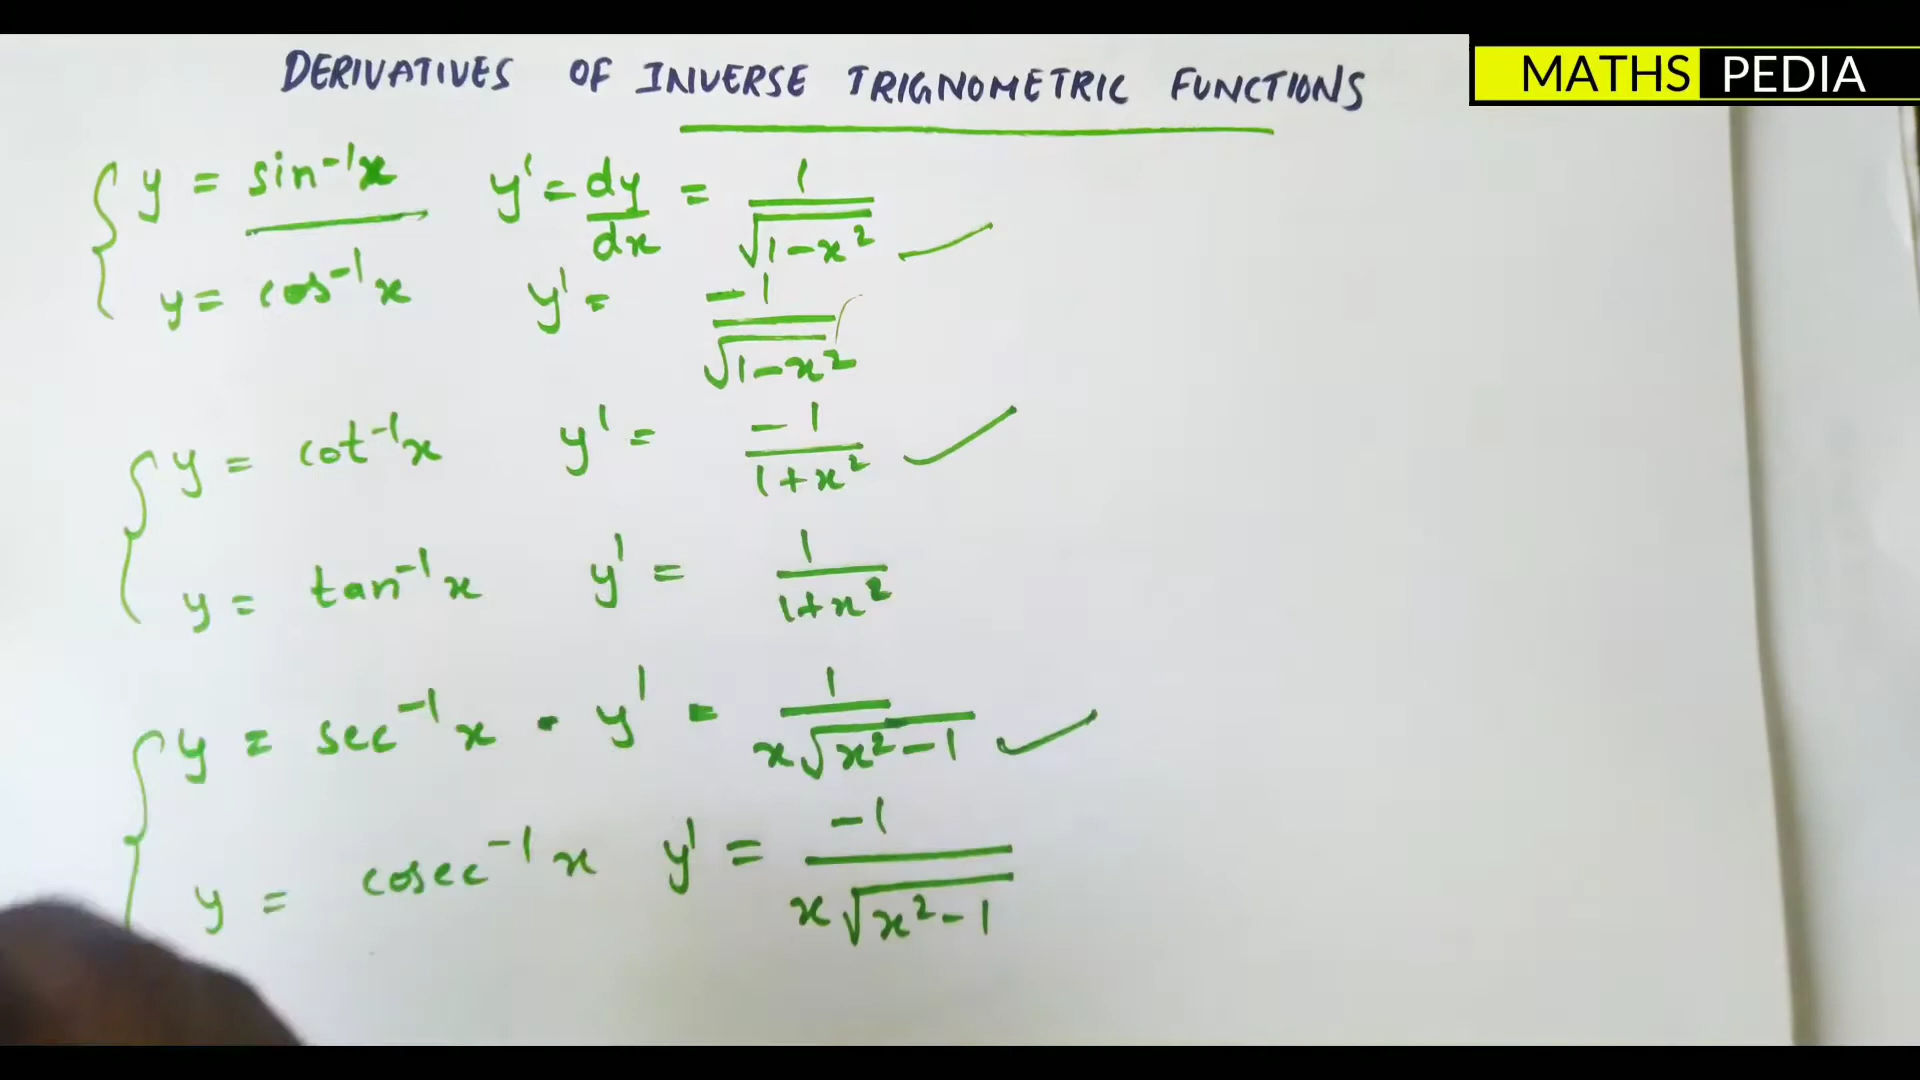 DERIVATIVES OF INVERSE TRIGNOMETRIC FUNCTIONS
MATHS PEDIA
y = sin⁻¹x y' = dy/dx = 1/√(1-x²)
y = cos⁻¹x y' = -1/√(1-x²)
y = cot⁻¹x y' = -1/(1+x²)
y = tan⁻¹x y' = 1/(1+x²)
y = sec⁻¹x y' = 1/(x√(x²-1))
y = cosec⁻¹x y' = -1/(x√(x²-1))